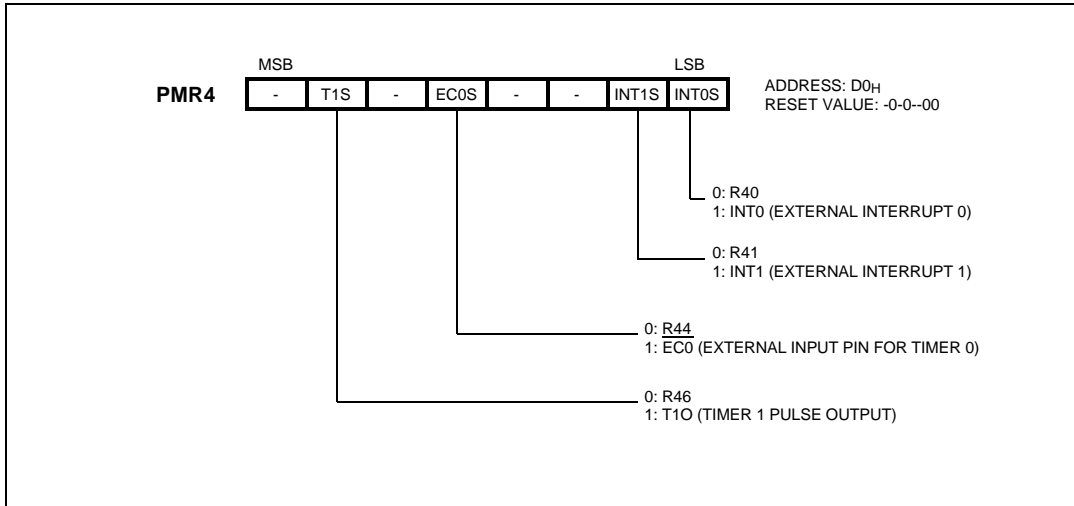 MSB LSB
PMR4 - T1S - EC0S - - INT1S INT0S ADDRESS: D0H
RESET VALUE: -0-0--00
0: R40
1: INT0 (EXTERNAL INTERRUPT 0)
0: R41
1: INT1 (EXTERNAL INTERRUPT 1)
0: R44
1: EC0 (EXTERNAL INPUT PIN FOR TIMER 0)
0: R46
1: T1O (TIMER 1 PULSE OUTPUT)